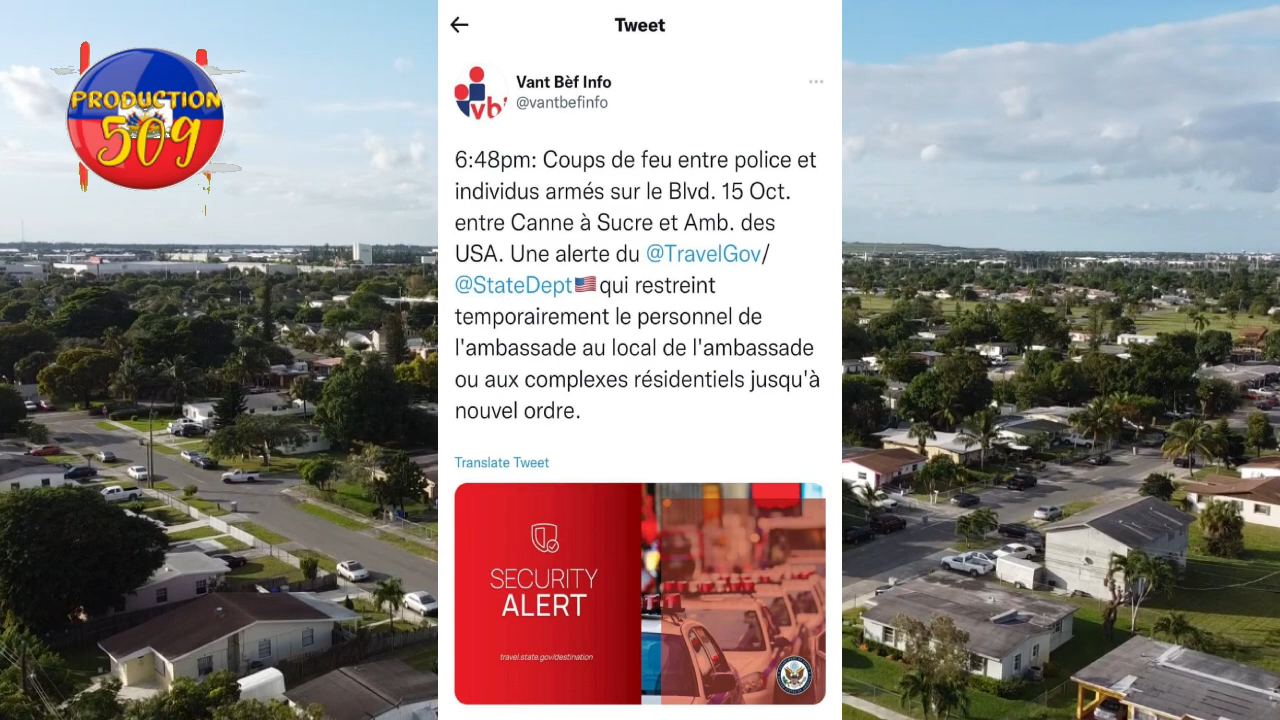 PRODUCTION
509
Tweet
Vant Bèf Info
@vantbefinfo
vb
6:48pm: Coups de feu entre police et
individus armés sur le Blvd. 15 Oct.
entre Canne à Sucre et Amb. des
USA. Une alerte du @TravelGov/
@StateDept🇺🇸qui restreint
temporairement le personnel de
l'ambassade au local de l'ambassade
ou aux complexes résidentiels jusqu'à
nouvel ordre.
Translate Tweet
SECURITY
ALERT
travel.state.gov/destination